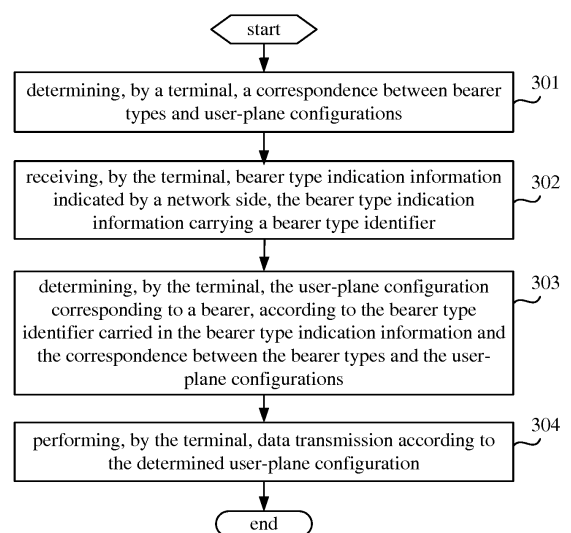 start
determining, by a terminal, a correspondence between bearer
types and user-plane configurations
301
receiving, by the terminal, bearer type indication information
indicated by a network side, the bearer type indication
information carrying a bearer type identifier
302
determining, by the terminal, the user-plane configuration
corresponding to a bearer, according to the bearer type
identifier carried in the bearer type indication information and
the correspondence between the bearer types and the user-
plane configurations
303
performing, by the terminal, data transmission according to
the determined user-plane configuration
304
end